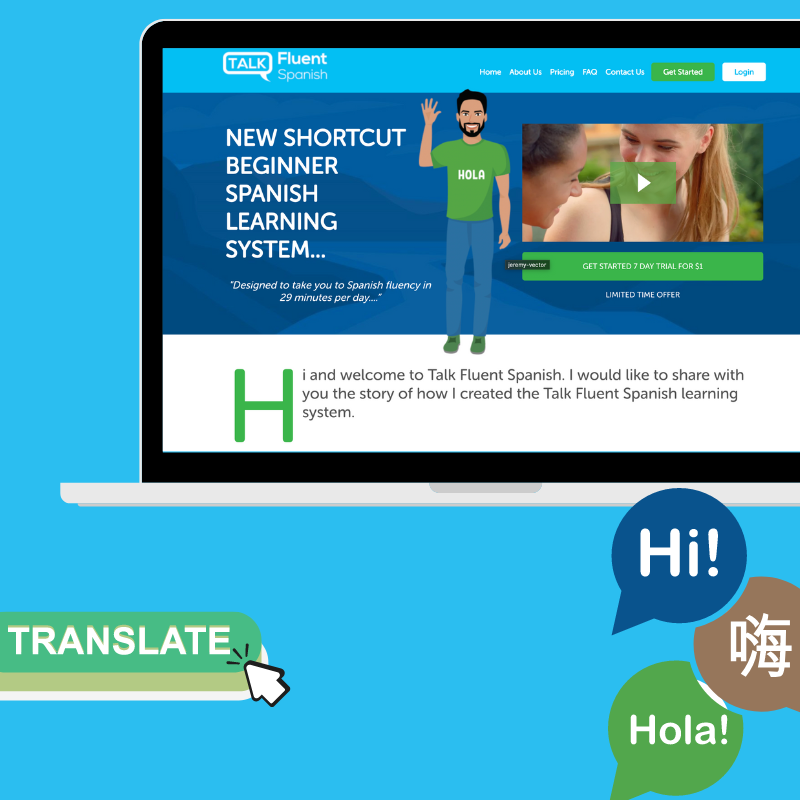 TALK Fluent
Spanish
Home About Us Pricing FAQ Contact Us Get Started Login
NEW SHORTCUT
BEGINNER
SPANISH
LEARNING
SYSTEM...
"Designed to take you to Spanish fluency in
29 minutes per day...."
HOLA
jeremy-vector
GET STARTED 7 DAY TRIAL FOR $1
LIMITED TIME OFFER
Hi and welcome to Talk Fluent Spanish. I would like to share with
you the story of how I created the Talk Fluent Spanish learning
system.
Hi!
TRANSLATE
嗨
Hola!